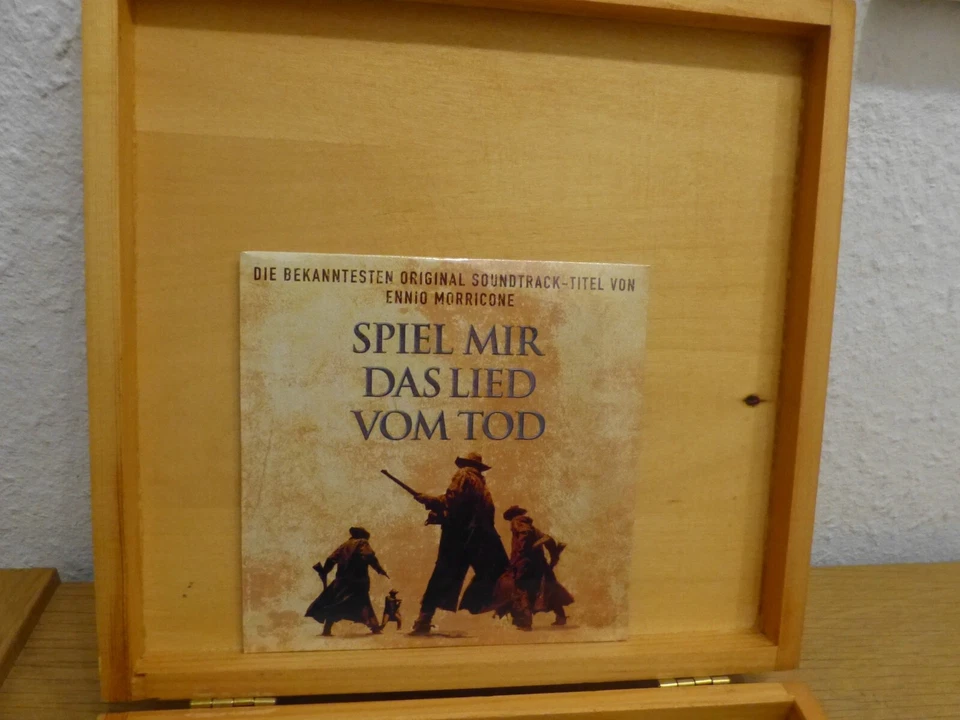 DIE BEKANNTESTEN ORIGINAL SOUNDTRACK-TITEL VON
ENNIO MORRICONE
SPIEL MIR
DAS LIED
VOM TOD